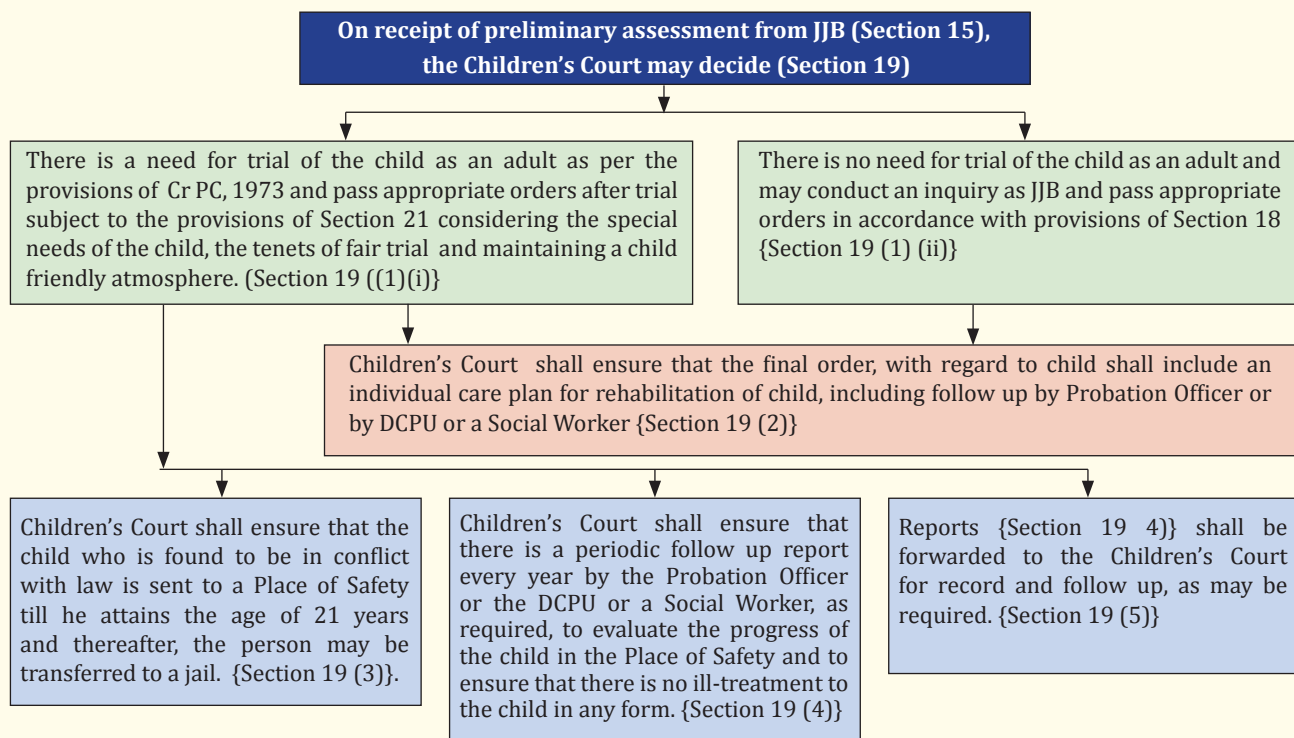 On receipt of preliminary assessment from JJB (Section 15),
the Children’s Court may decide (Section 19)
There is a need for trial of the child as an adult as per the
provisions of Cr PC, 1973 and pass appropriate orders after trial
subject to the provisions of Section 21 considering the special
needs of the child, the tenets of fair trial and maintaining a child
friendly atmosphere. (Section 19 ((1)(i)}
There is no need for trial of the child as an adult and
may conduct an inquiry as JJB and pass appropriate
orders in accordance with provisions of Section 18
{Section 19 (1) (ii)}
Children’s Court shall ensure that the final order, with regard to child shall include an
individual care plan for rehabilitation of child, including follow up by Probation Officer or
by DCPU or a Social Worker {Section 19 (2)}
Children’s Court shall ensure that the
child who is found to be in conflict
with law is sent to a Place of Safety
till he attains the age of 21 years
and thereafter, the person may be
transferred to a jail. {Section 19 (3)}.
Children’s Court shall ensure that
there is a periodic follow up report
every year by the Probation Officer
or the DCPU or a Social Worker, as
required, to evaluate the progress of
the child in the Place of Safety and to
ensure that there is no ill-treatment to
the child in any form. {Section 19 (4)}
Reports {Section 19 4)} shall be
forwarded to the Children’s Court
for record and follow up, as may be
required. {Section 19 (5)}